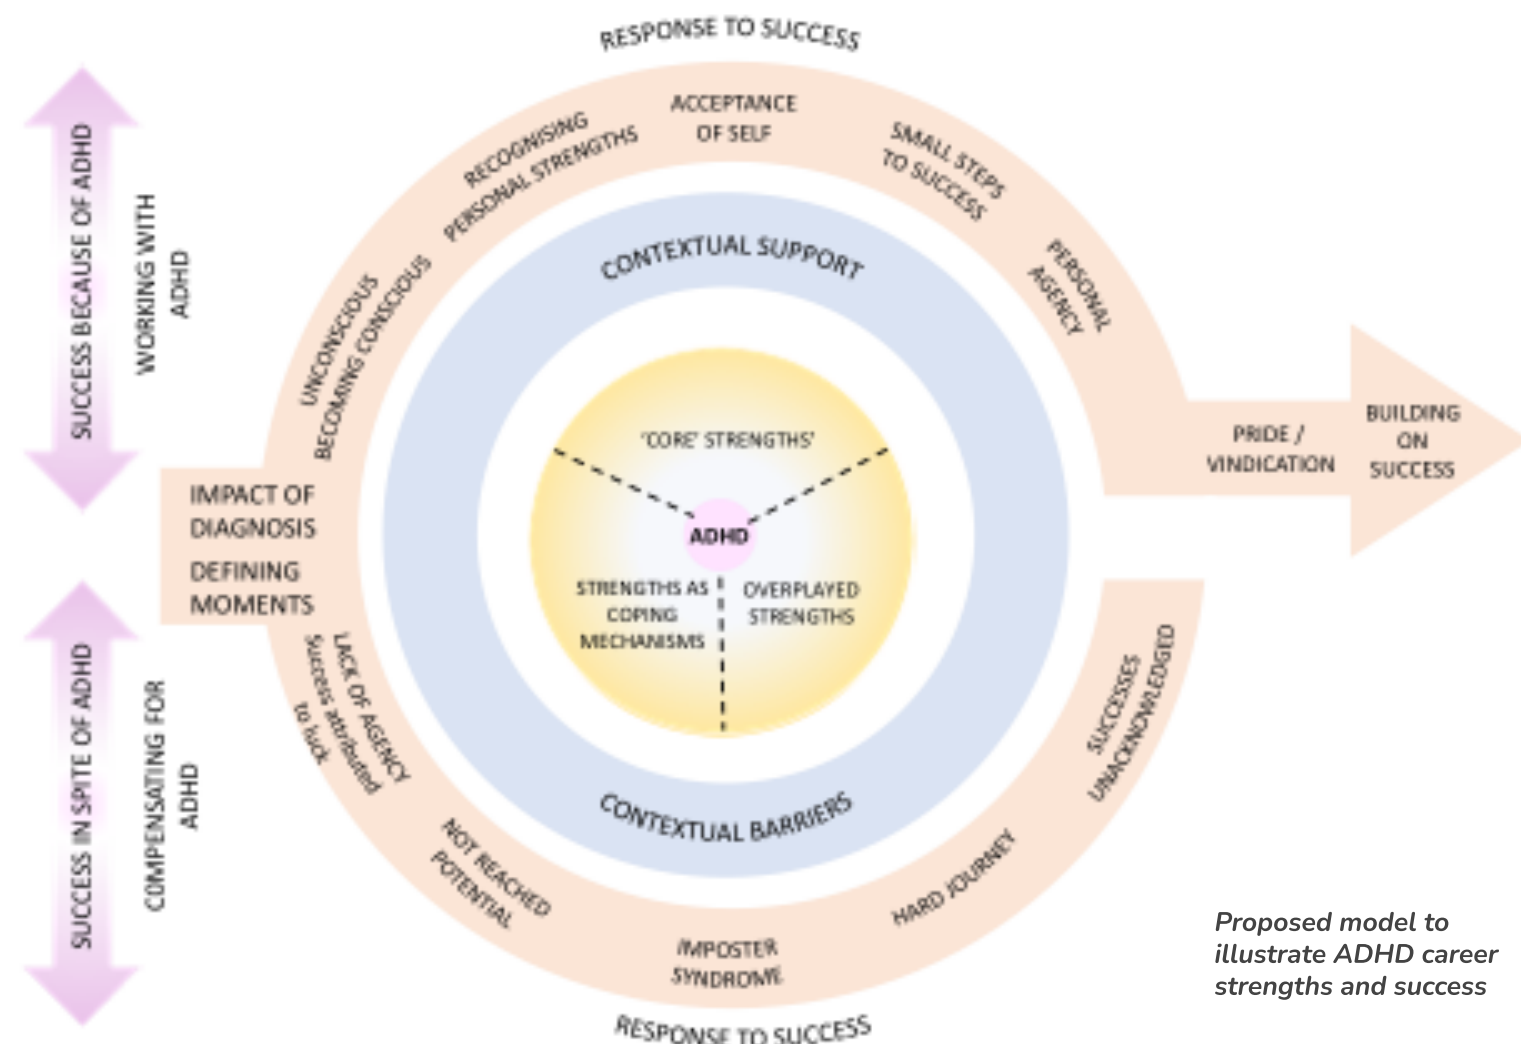 RESPONSE TO SUCCESS
ACCEPTANCE
OF SELF
RECOGNISING
PERSONAL STRENGTHS
SMALL STEPS
TO SUCCESS
UNCONSCIOUS
BECOMING CONSCIOUS
PERSONAL
AGENCY
SUCCESS BECAUSE OF ADHD
WORKING WITH
ADHD
CONTEXTUAL SUPPORT
'CORE' STRENGTHS'
ADHD
STRENGTHS AS
COPING
MECHANISMS
OVERPLAYED
STRENGTHS
PRIDE /
VINDICATION
BUILDING
ON
SUCCESS
IMPACT OF
DIAGNOSIS
DEFINING
MOMENTS
SUCCESS IN SPITE OF ADHD
COMPENSATING FOR
ADHD
LACK OF AGENCY
Success attributed
to luck
CONTEXTUAL BARRIERS
NOT REACHED
POTENTIAL
IMPOSTER
SYNDROME
HARD JOURNEY
SUCCESSES
UNACKNOWLEDGED
RESPONSE TO SUCCESS
Proposed model to
illustrate ADHD career
strengths and success